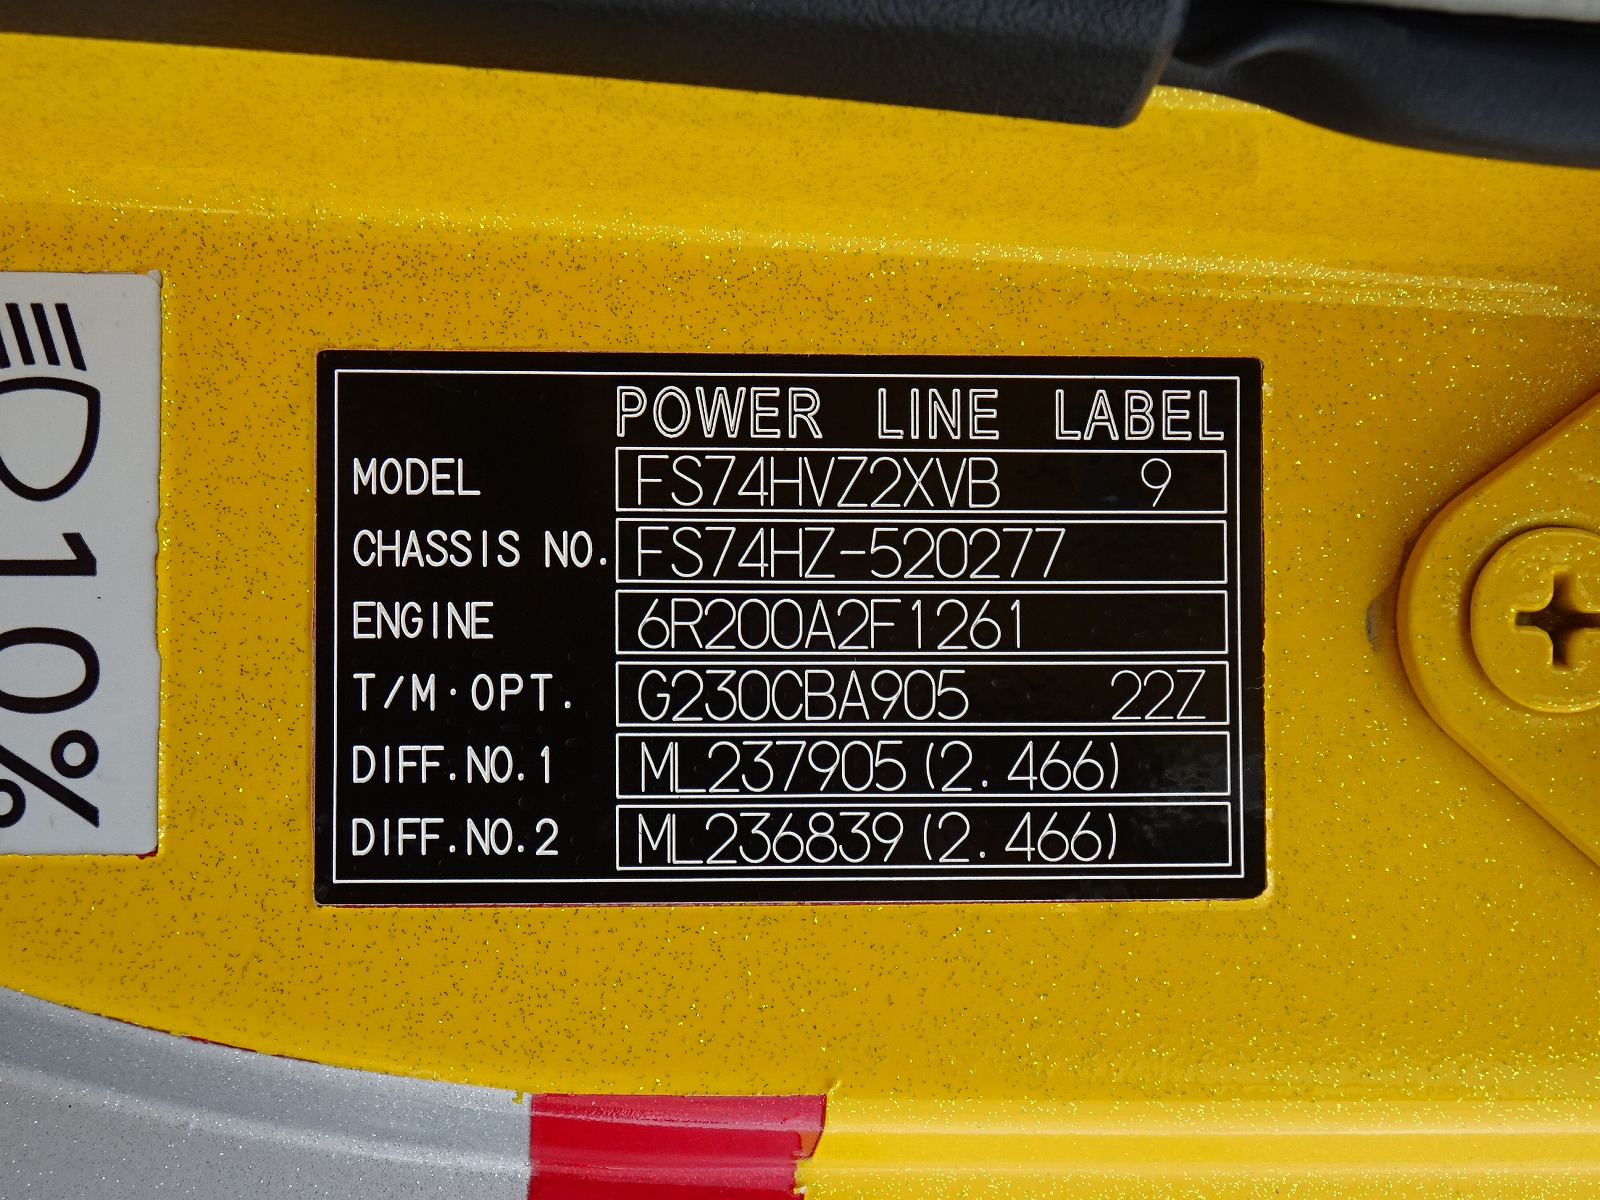 POWER LINE LABEL
MODEL FS74HVZ2XVB 9
CHASSIS NO. FS74HZ-520277
ENGINE 6R200A2F1261
T/M·OPT. G230CBA905 22Z
DIFF.NO.1 ML237905(2.466)
DIFF.NO.2 ML236839(2.466)
10%